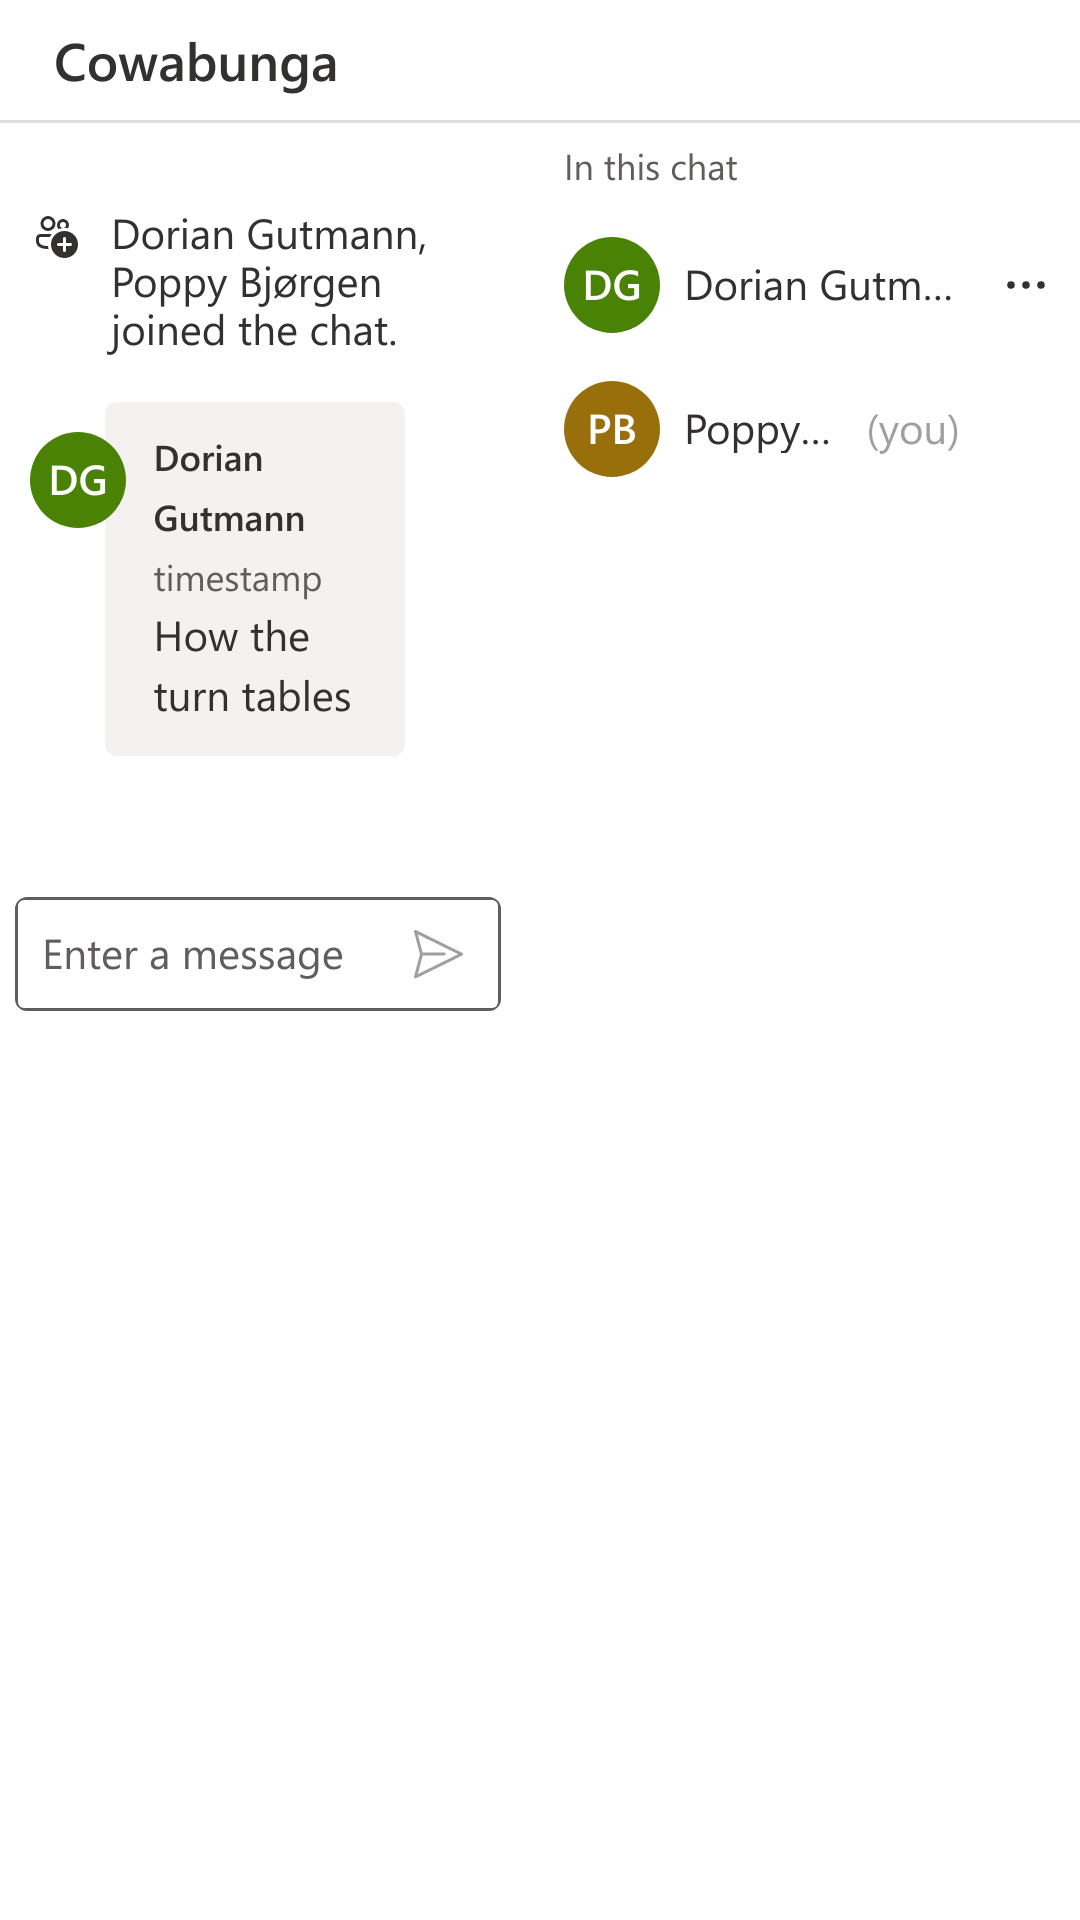 Cowabunga
Dorian Gutmann,
Poppy Bjørgen
joined the chat.
DG
Dorian
Gutmann
timestamp
How the
turn tables
Enter a message
In this chat
DG
Dorian Gutm...
PB
Poppy... (you)